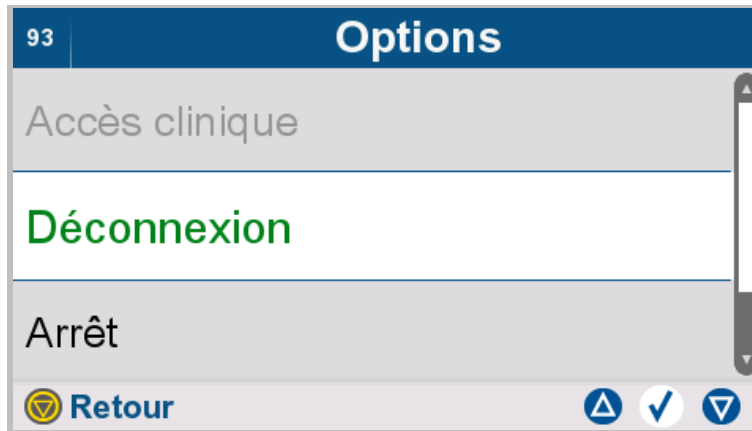 93
Options
Accès clinique
Déconnexion
Arrêt
Retour